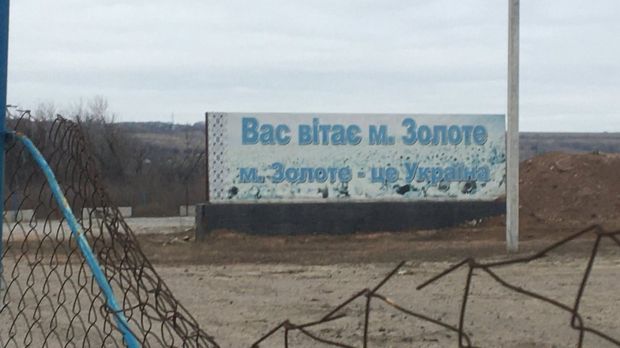 Вас вітає м. Золоте
м. Золоте - це Україна